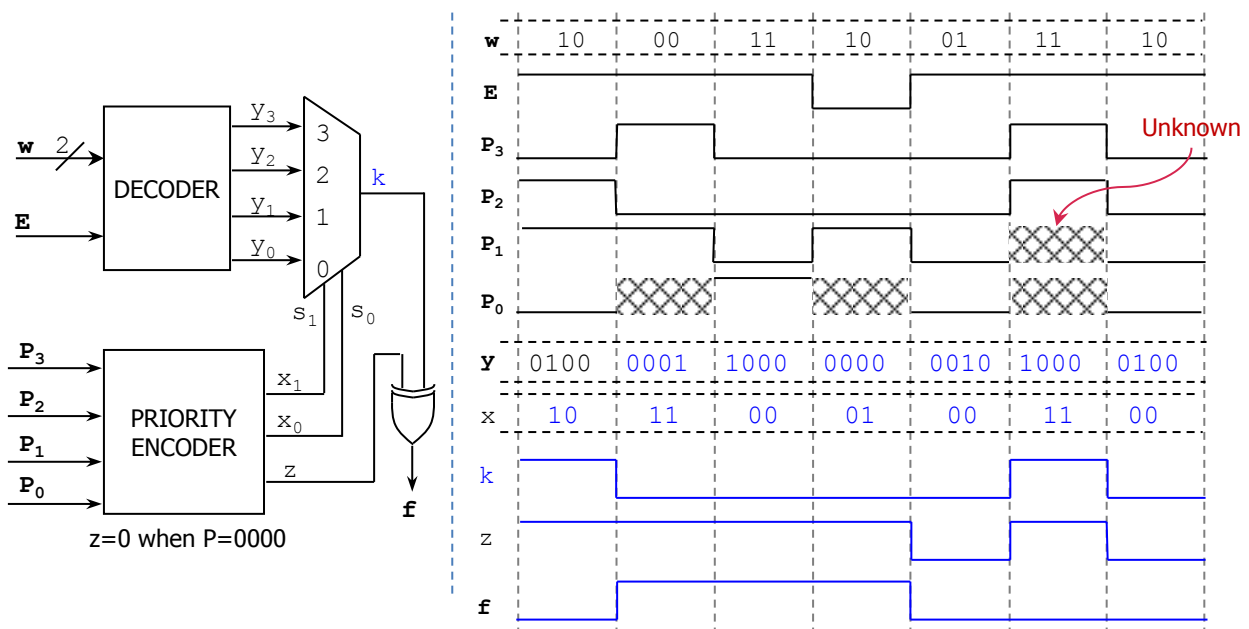 w 2
E
DECODER
y3
y2
y1
y0
3
2
1
0
k
s1 s0
P3
P2
P1
P0
PRIORITY
ENCODER
x1
x0
z
f
z=0 when P=0000
w 10 00 11 10 01 11 10
E
P3
Unknown
P2
P1
P0
y 0100 0001 1000 0000 0010 1000 0100
x 10 11 00 01 00 11 00
k
z
f